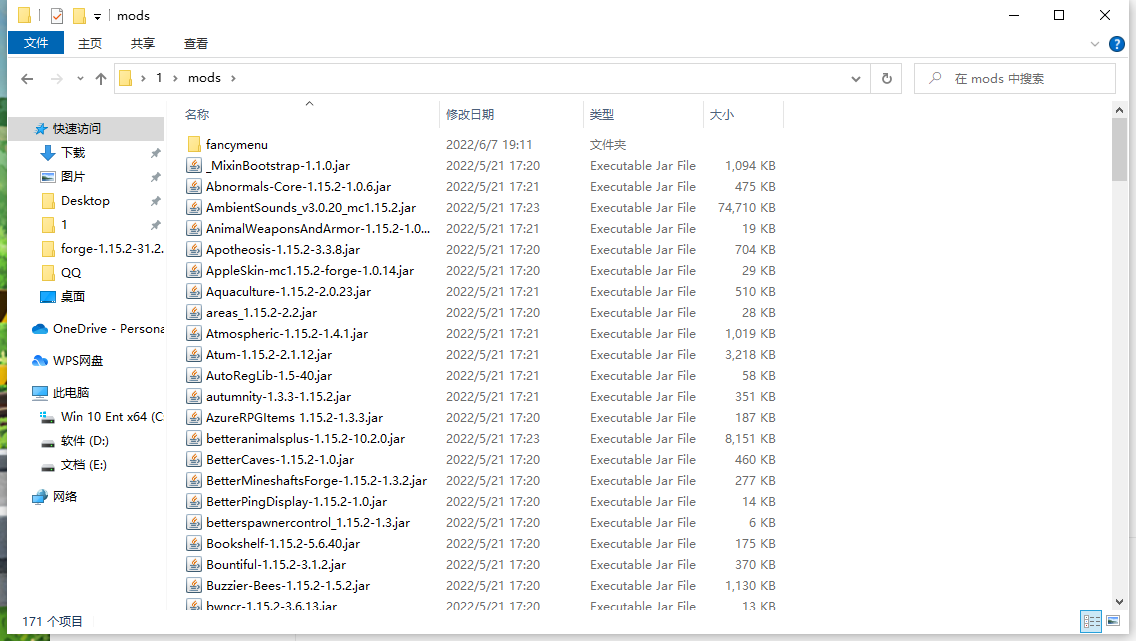 mods
文件 主页 共享 查看
1 mods 在 mods 中搜索
名称 修改日期 类型 大小
快速访问
下载
图片
Desktop
1
forge-1.15.2-31.2.
QQ
桌面
OneDrive - Persona
WPS网盘
此电脑
Win 10 Ent x64 (C
软件 (D:)
文档 (E:)
网络
fancymenu 2022/6/7 19:11 文件夹
_MixinBootstrap-1.1.0.jar 2022/5/21 17:20 Executable Jar File 1,094 KB
Abnormals-Core-1.15.2-1.0.6.jar 2022/5/21 17:21 Executable Jar File 475 KB
AmbientSounds_v3.0.20_mc1.15.2.jar 2022/5/21 17:23 Executable Jar File 74,710 KB
AnimalWeaponsAndArmor-1.15.2-1.0... 2022/5/21 17:21 Executable Jar File 19 KB
Apotheosis-1.15.2-3.3.8.jar 2022/5/21 17:20 Executable Jar File 704 KB
AppleSkin-mc1.15.2-forge-1.0.14.jar 2022/5/21 17:20 Executable Jar File 29 KB
Aquaculture-1.15.2-2.0.23.jar 2022/5/21 17:21 Executable Jar File 510 KB
areas_1.15.2-2.2.jar 2022/5/21 17:20 Executable Jar File 28 KB
Atmospheric-1.15.2-1.4.1.jar 2022/5/21 17:21 Executable Jar File 1,019 KB
Atum-1.15.2-2.1.12.jar 2022/5/21 17:21 Executable Jar File 3,218 KB
AutoRegLib-1.5-40.jar 2022/5/21 17:21 Executable Jar File 58 KB
autumnity-1.3.3-1.15.2.jar 2022/5/21 17:21 Executable Jar File 351 KB
AzureRPGItems 1.15.2-1.3.3.jar 2022/5/21 17:20 Executable Jar File 187 KB
betteranimalsplus-1.15.2-10.2.0.jar 2022/5/21 17:23 Executable Jar File 8,151 KB
BetterCaves-1.15.2-1.0.jar 2022/5/21 17:20 Executable Jar File 460 KB
BetterMineshaftsForge-1.15.2-1.3.2.jar 2022/5/21 17:20 Executable Jar File 277 KB
BetterPingDisplay-1.15.2-1.0.jar 2022/5/21 17:20 Executable Jar File 14 KB
betterspawnercontrol_1.15.2-1.3.jar 2022/5/21 17:20 Executable Jar File 6 KB
Bookshelf-1.15.2-5.6.40.jar 2022/5/21 17:20 Executable Jar File 175 KB
Bountiful-1.15.2-3.1.2.jar 2022/5/21 17:20 Executable Jar File 370 KB
Buzzier-Bees-1.15.2-1.5.2.jar 2022/5/21 17:20 Executable Jar File 1,130 KB
bwncr-1.15.2-3.6.13.jar 2022/5/21 17:20 Executable Jar File 13 KB
171 个项目